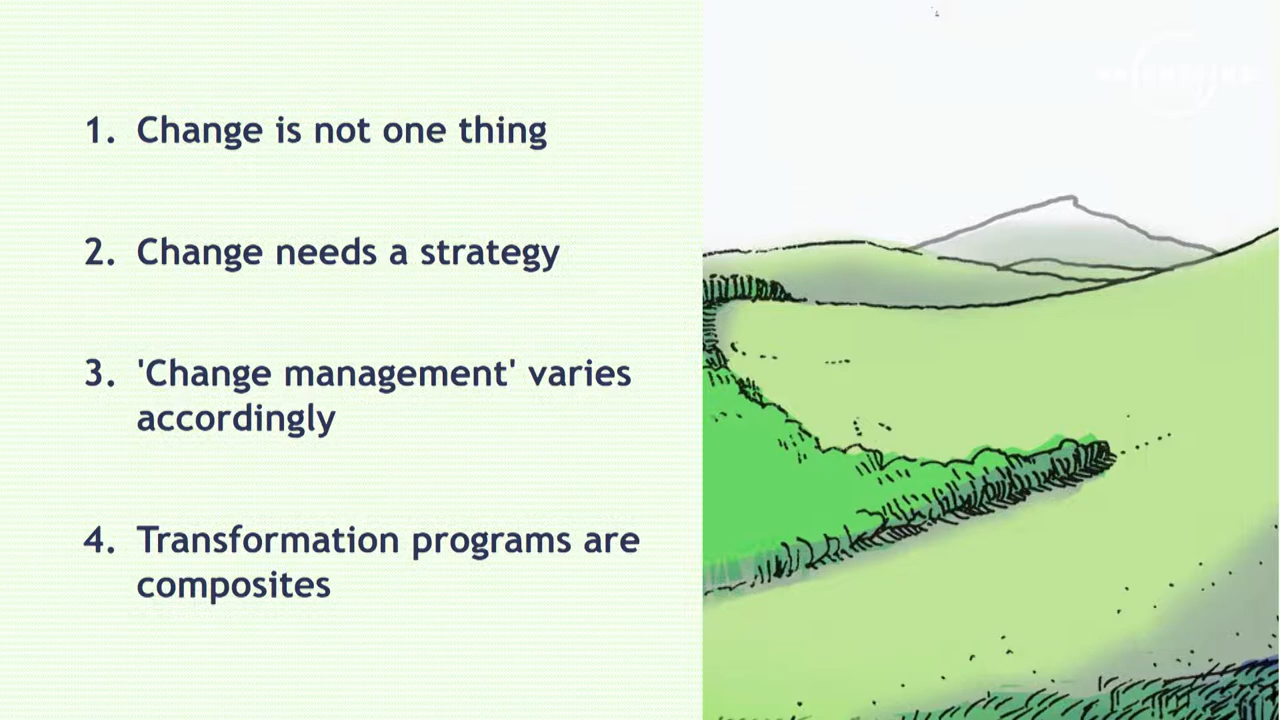 1. Change is not one thing
2. Change needs a strategy
3. 'Change management' varies
accordingly
4. Transformation programs are
composites